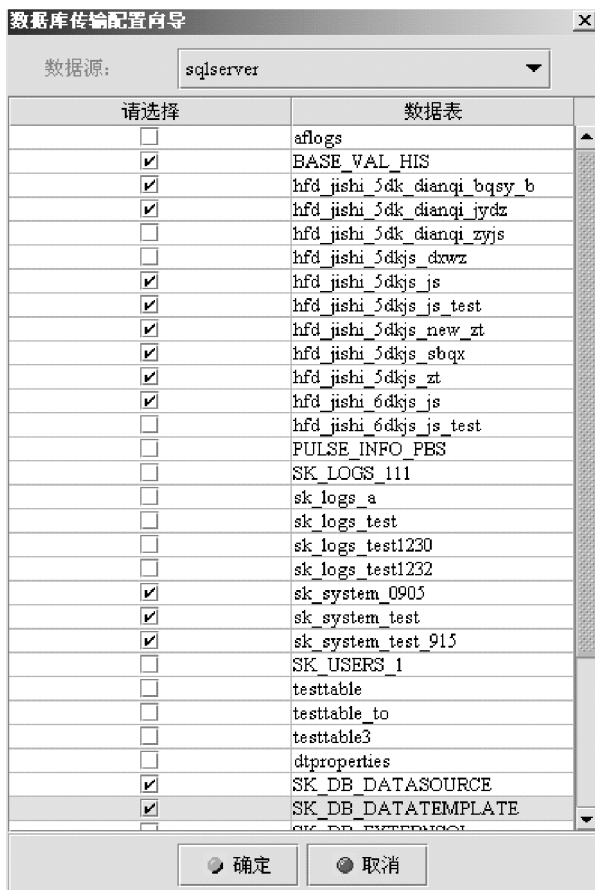 数据库传输配置向导
数据源: sqlserver
请选择 数据表
aflogs
BASE_VAL_HIS
hfd_jishi_5dk_dianqi_bqsy_b
hfd_jishi_5dk_dianqi_jydz
hfd_jishi_5dk_dianqi_zyjs
hfd_jishi_5dkjs_dxwz
hfd_jishi_5dkjs_js
hfd_jishi_5dkjs_js_test
hfd_jishi_5dkjs_new_zt
hfd_jishi_5dkjs_sbqx
hfd_jishi_5dkjs_zt
hfd_jishi_6dkjs_js
hfd_jishi_6dkjs_js_test
PULSE_INFO_PBS
SK_LOGS_111
sk_logs_a
sk_logs_test
sk_logs_test1230
sk_logs_test1232
sk_system_0905
sk_system_test
sk_system_test_915
SK_USERS_1
testtable
testtable_to
testtable3
dtproperties
SK_DB_DATASOURCE
SK_DB_DATATEMPLATE
确定 取消